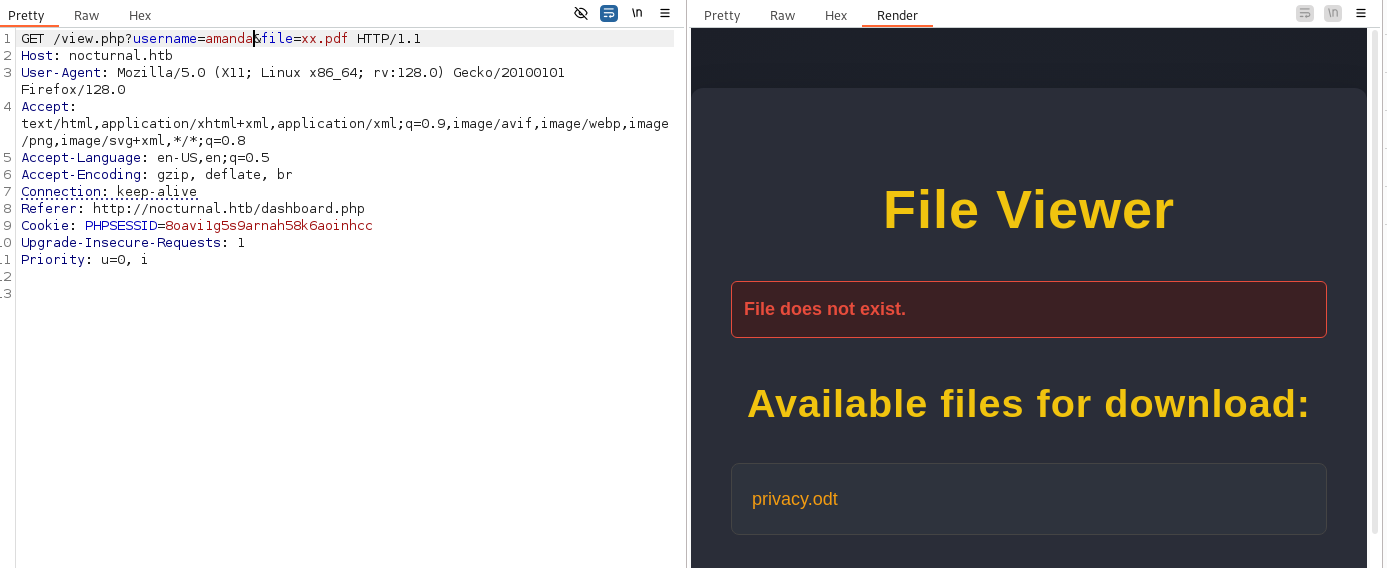 Pretty Raw Hex \n
1 GET /view.php?username=amanda&file=xx.pdf HTTP/1.1
2 Host: nocturnal.htb
3 User-Agent: Mozilla/5.0 (X11; Linux x86_64; rv:128.0) Gecko/20100101
Firefox/128.0
4 Accept:
text/html,application/xhtml+xml,application/xml;q=0.9,image/avif,image/webp,image
/png,image/svg+xml,*/*;q=0.8
5 Accept-Language: en-US,en;q=0.5
6 Accept-Encoding: gzip, deflate, br
7 Connection: keep-alive
8 Referer: http://nocturnal.htb/dashboard.php
9 Cookie: PHPSESSID=8oavi1g5s9arnah58k6aoinhcc
0 Upgrade-Insecure-Requests: 1
1 Priority: u=0, i
2
3
Pretty Raw Hex Render \n
File Viewer
File does not exist.
Available files for download:
privacy.odt